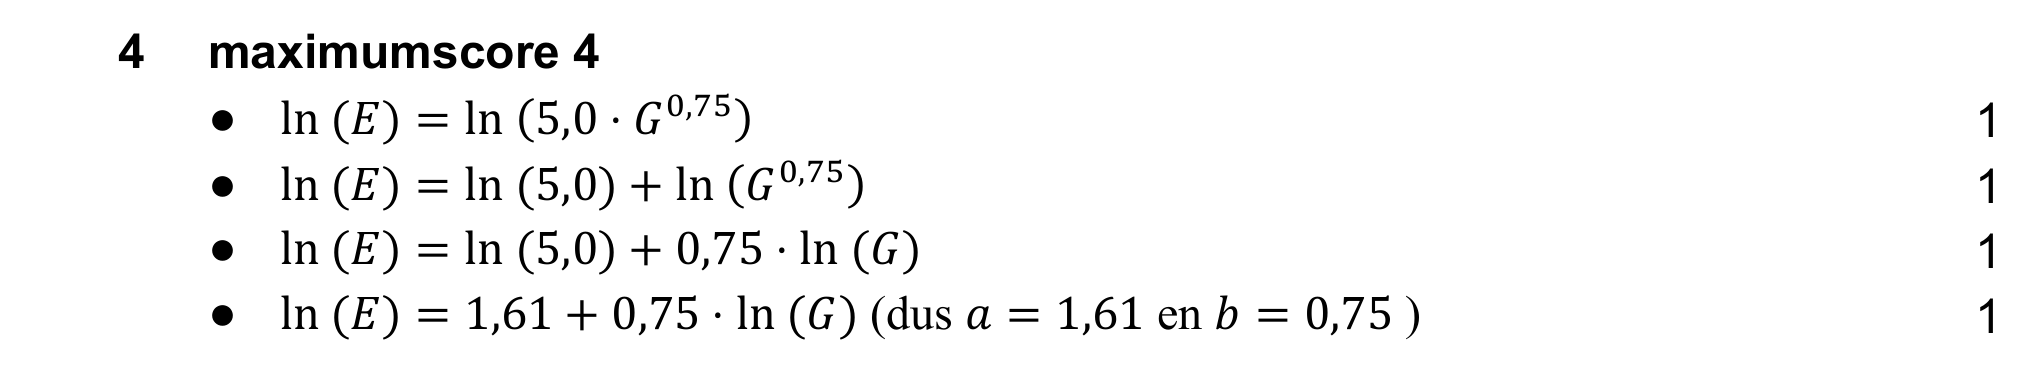 4 maximumscore 4
● ln (E) = ln (5,0 · G^0,75) 1
● ln (E) = ln (5,0) + ln (G^0,75) 1
● ln (E) = ln (5,0) + 0,75 · ln (G) 1
● ln (E) = 1,61 + 0,75 · ln (G) (dus a = 1,61 en b = 0,75 ) 1